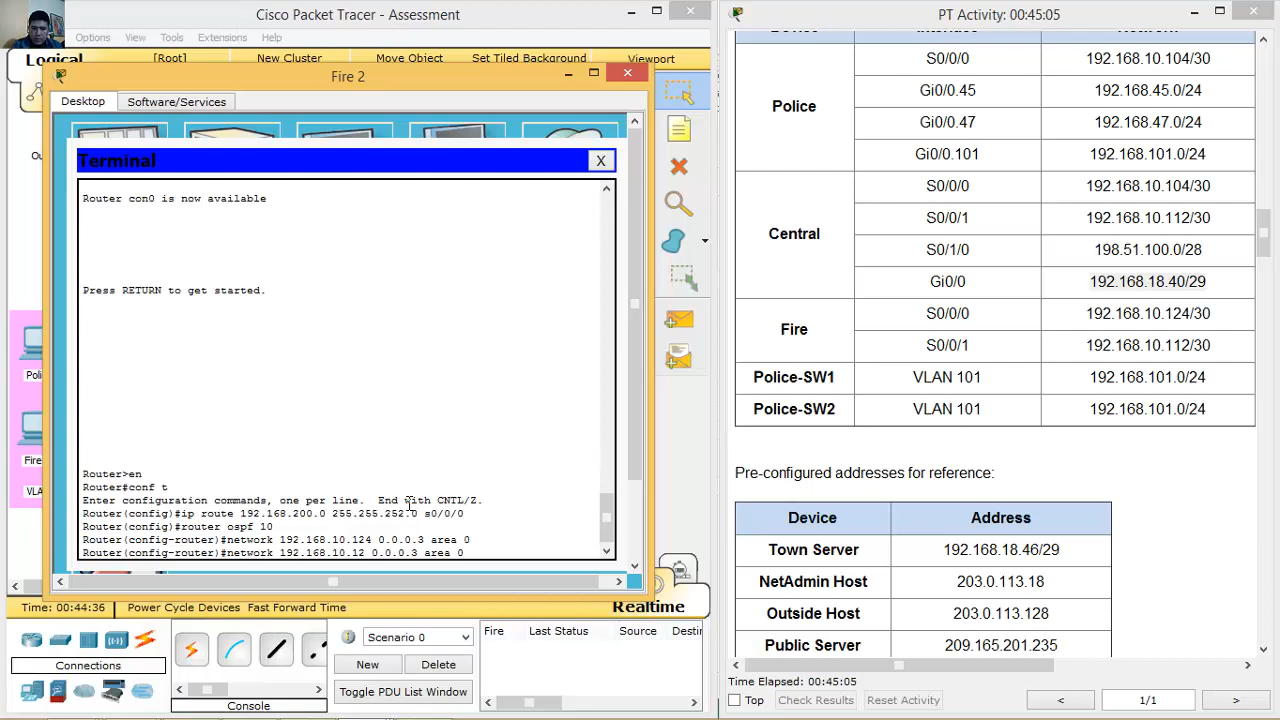 Cisco Packet Tracer - Assessment
Options View Tools Extensions Help
Logical [Root] New Cluster Move Object Set Tiled Background Viewport
Fire 2
Desktop Software/Services
Terminal X
Router con0 is now available
Press RETURN to get started.
Router>en
Router#conf t
Enter configuration commands, one per line. End with CNTL/Z.
Router(config)#ip route 192.168.200.0 255.255.252.0 s0/0/0
Router(config)#router ospf 10
Router(config-router)#network 192.168.10.124 0.0.0.3 area 0
Router(config-router)#network 192.168.10.12 0.0.0.3 area 0
Time: 00:44:36 Power Cycle Devices Fast Forward Time
Realtime
Connections
Scenario 0
New Delete
Toggle PDU List Window
Fire Last Status Source
Console
PT Activity: 00:45:05
Police
S0/0/0 192.168.10.104/30
Gi0/0.45 192.168.45.0/24
Gi0/0.47 192.168.47.0/24
Gi0/0.101 192.168.101.0/24
Central
S0/0/0 192.168.10.104/30
S0/0/1 192.168.10.112/30
S0/1/0 198.51.100.0/28
Gi0/0 192.168.18.40/29
Fire
S0/0/0 192.168.10.124/30
S0/0/1 192.168.10.112/30
Police-SW1 VLAN 101 192.168.101.0/24
Police-SW2 VLAN 101 192.168.101.0/24
Pre-configured addresses for reference:
Device Address
Town Server 192.168.18.46/29
NetAdmin Host 203.0.113.18
Outside Host 203.0.113.128
Public Server 209.165.201.235
Time Elapsed: 00:45:05
Top Check Results Reset Activity < 1/1 >